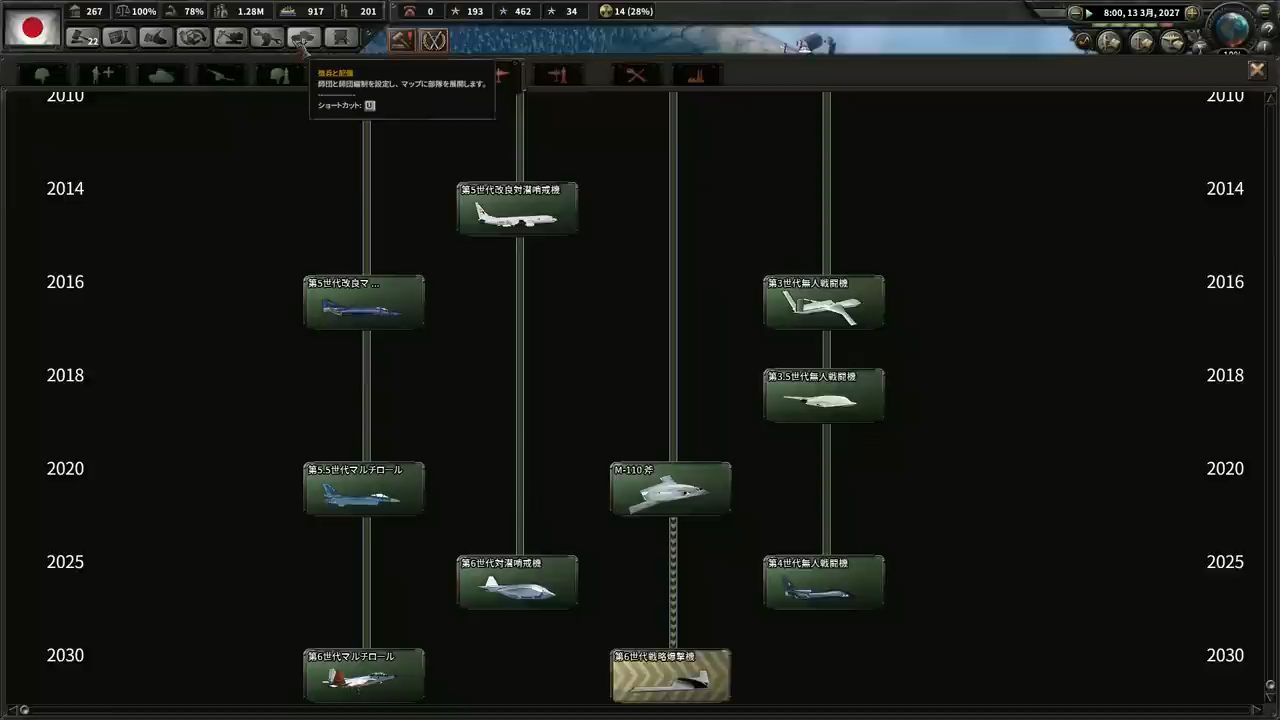 267 100% 78% 1.28M 917 201 0 193 462 34 14 (28%) 8:00, 13 3月, 2027
22
徴兵と配備
師団と師団編制を設定し、マップに部隊を展開します。
--------------
ショートカット: U
2010 2010
2014 第5世代改良対潜哨戒機 2014
2016 第5世代改良マ ... 第3世代無人戦闘機 2016
2018 第3.5世代無人戦闘機 2018
2020 第5.5世代マルチロール M-110 斧 2020
2025 第6世代対潜哨戒機 第4世代無人戦闘機 2025
2030 第6世代マルチロール 第6世代戦略爆撃機 2030